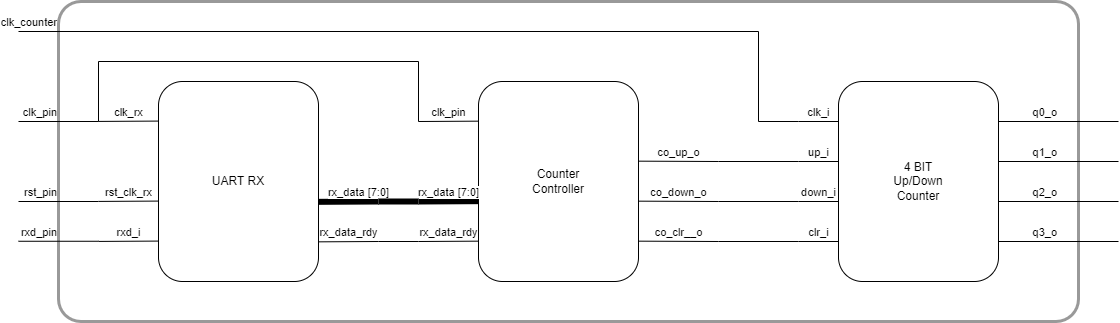 clk_counter
clk_pin
clk_rx
clk_pin
clk_i
q0_o
co_up_o
up_i
q1_o
UART RX
Counter
Controller
4 BIT
Up/Down
Counter
rst_pin
rst_clk_rx
rx_data [7:0]
rx_data [7:0]
co_down_o
down_i
q2_o
rxd_pin
rxd_i
rx_data_rdy
rx_data_rdy
co_clr__o
clr_i
q3_o